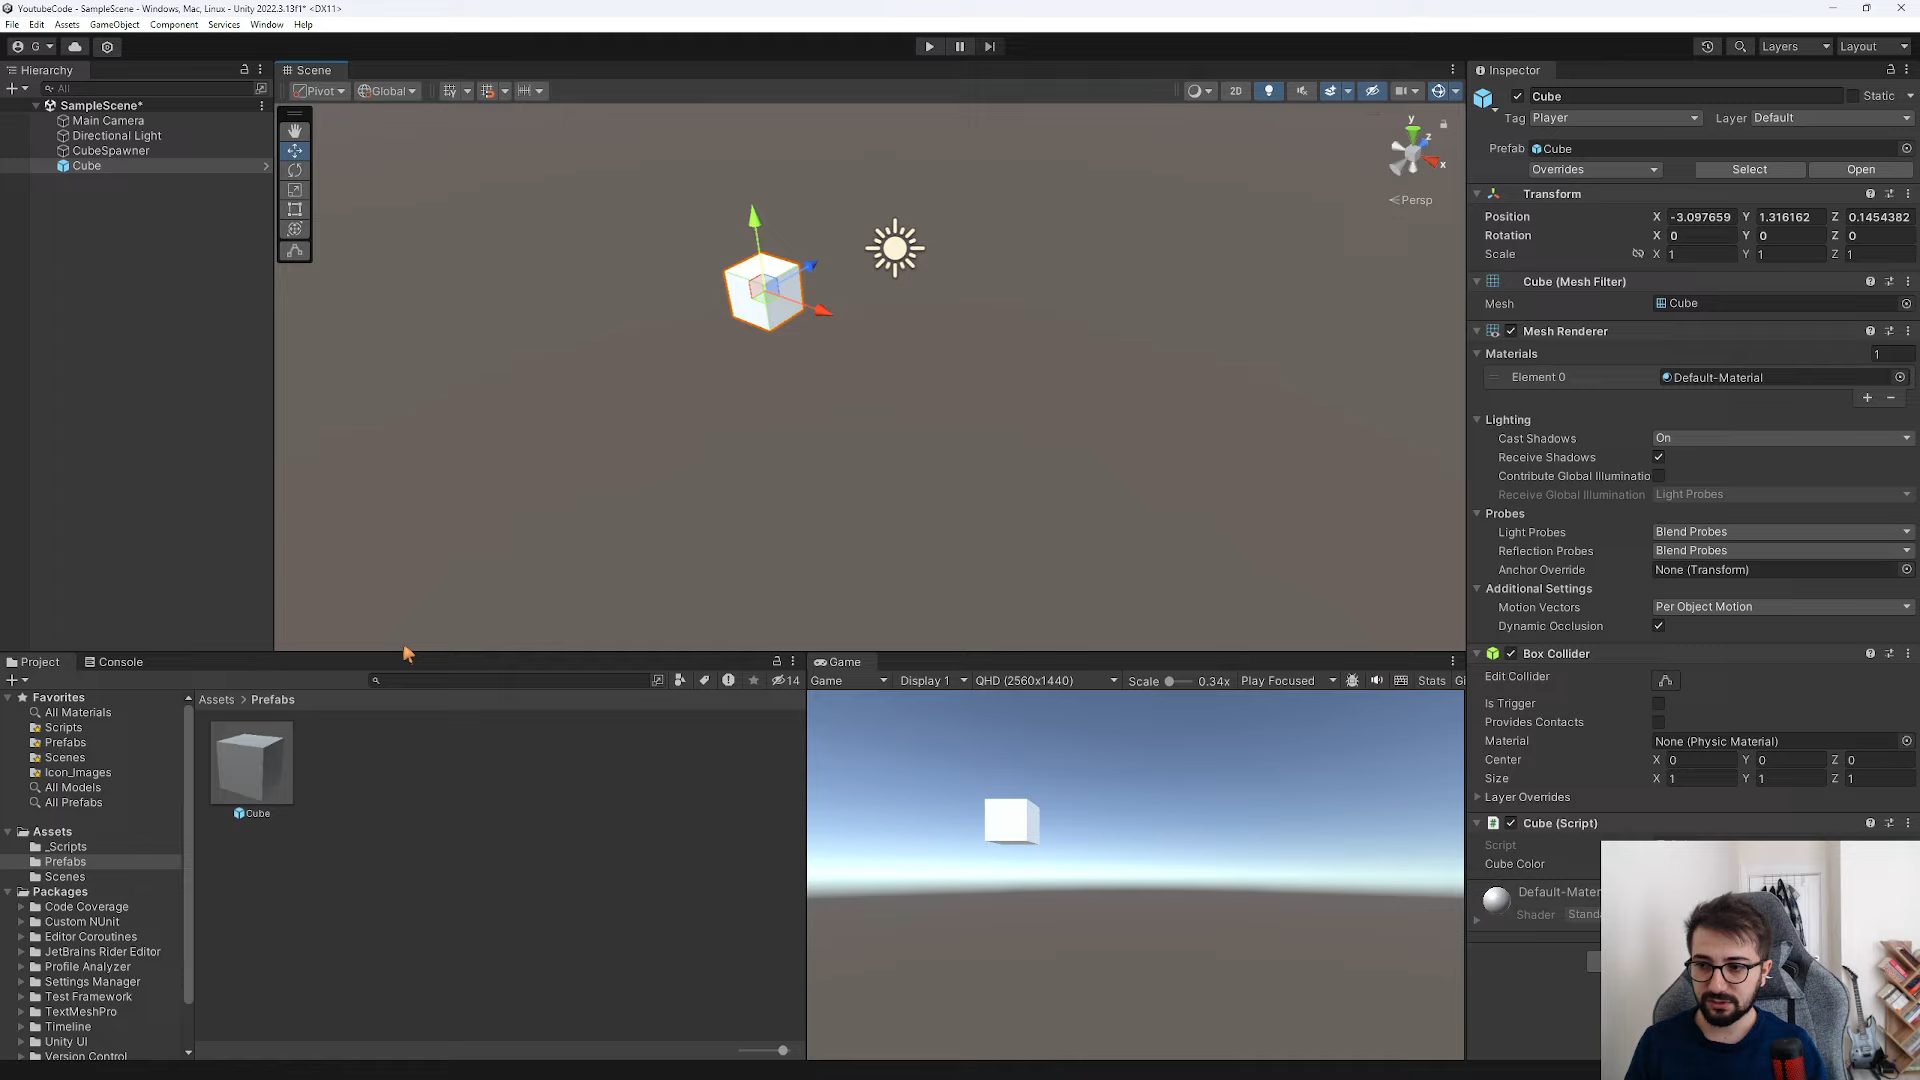 YoutubeCode - SampleScene - Windows, Mac, Linux - Unity 2022.3.13f1* <DX11>
File Edit Assets GameObject Component Services Window Help
G Layers Layout
Hierarchy
All
SampleScene*
Main Camera
Directional Light
CubeSpawner
Cube
Scene
Pivot Global 2D
y
z
x
Persp
Inspector
Cube Static
Tag Player Layer Default
Prefab Cube
Overrides Select Open
Transform
Position X -3.097659 Y 1.316162 Z 0.1454382
Rotation X 0 Y 0 Z 0
Scale X 1 Y 1 Z 1
Cube (Mesh Filter)
Mesh Cube
Mesh Renderer
Materials 1
Element 0 Default-Material
Lighting
Cast Shadows On
Receive Shadows
Contribute Global Illuminatio
Receive Global Illumination Light Probes
Probes
Light Probes Blend Probes
Reflection Probes Blend Probes
Anchor Override None (Transform)
Additional Settings
Motion Vectors Per Object Motion
Dynamic Occlusion
Box Collider
Edit Collider
Is Trigger
Provides Contacts
Material None (Physic Material)
Center X 0 Y 0 Z 0
Size X 1 Y 1 Z 1
Layer Overrides
Cube (Script)
Script
Cube Color
Default-Mater
Shader Standa
Project Console
14
Favorites
All Materials
Scripts
Prefabs
Scenes
Icon_Images
All Models
All Prefabs
Assets
_Scripts
Prefabs
Scenes
Packages
Code Coverage
Custom NUnit
Editor Coroutines
JetBrains Rider Editor
Profile Analyzer
Settings Manager
Test Framework
TextMeshPro
Timeline
Unity UI
Version Control
Assets > Prefabs
Cube
Game
Game Display 1 QHD (2560x1440) Scale 0.34x Play Focused Stats Gi